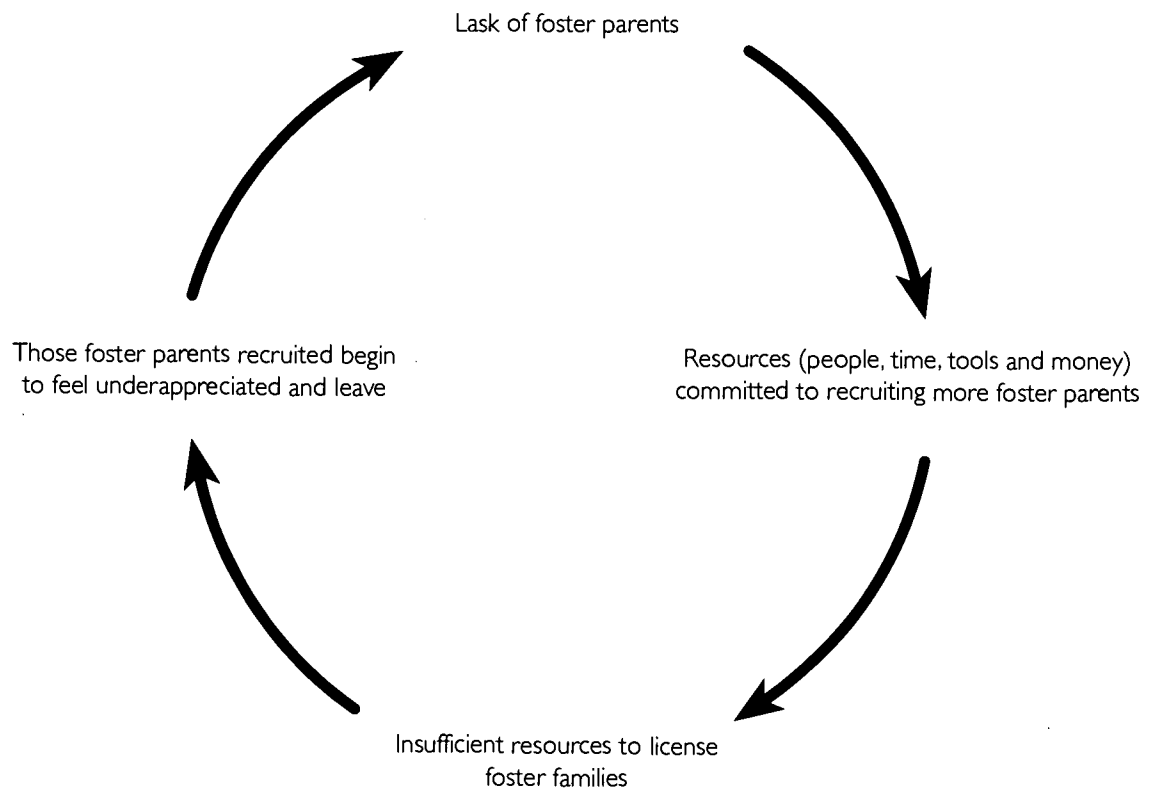 Lask of foster parents
Resources (people, time, tools and money)
committed to recruiting more foster parents
Insufficient resources to license
foster families
Those foster parents recruited begin
to feel underappreciated and leave